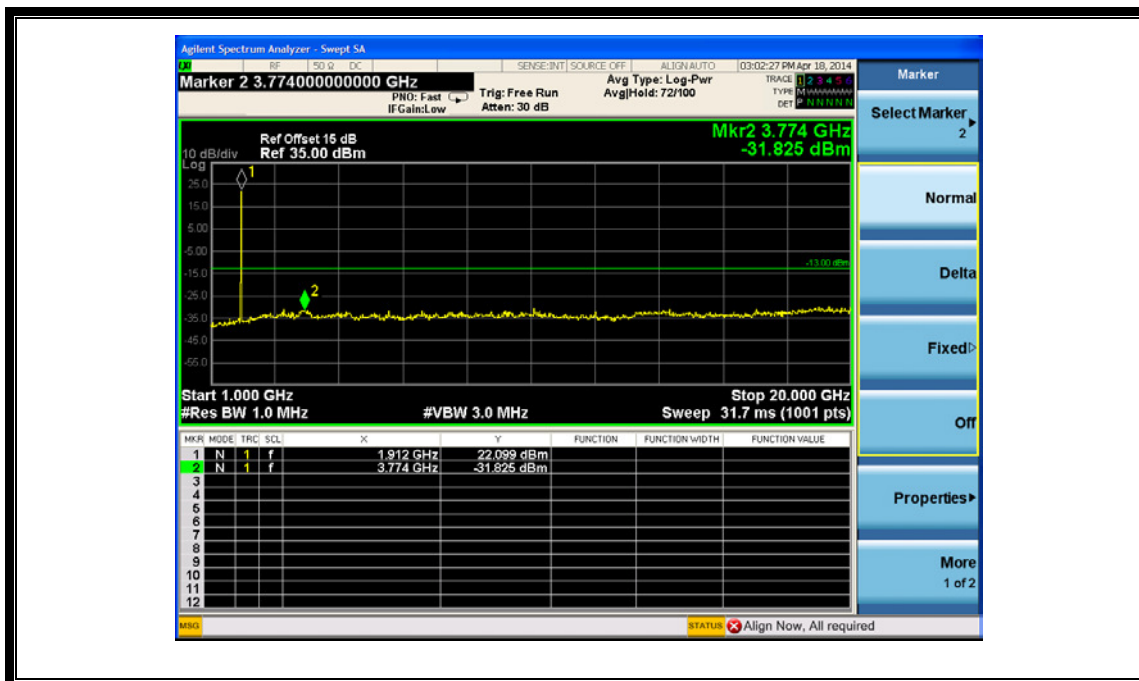 Agilent Spectrum Analyzer - Swept SA
RF 50 Ω DC SENSE:INT SOURCE OFF ALIGN AUTO 03:02:27 PM Apr 18, 2014
Marker 2 3.774000000000 GHz
PNO: Fast
IFGain:Low
Trig: Free Run
Atten: 30 dB
Avg Type: Log-Pwr
Avg|Hold: 72/100
TRACE 1 2 3 4 5 6
TYPE M
DET P N N N N N
Ref Offset 15 dB
Ref 35.00 dBm
10 dB/div
Log
Mkr2 3.774 GHz
-31.825 dBm
25.0
15.0
5.00
-5.00
-15.0
-25.0
-35.0
-45.0
-55.0
1
2
-13.00 dBm
Start 1.000 GHz
Stop 20.000 GHz
#Res BW 1.0 MHz
#VBW 3.0 MHz
Sweep 31.7 ms (1001 pts)
MKR MODE TRC SCL X Y FUNCTION FUNCTION WIDTH FUNCTION VALUE
1 N 1 f 1.912 GHz 22.099 dBm
2 N 1 f 3.774 GHz -31.825 dBm
3
4
5
6
7
8
9
10
11
12
MSG
STATUS Align Now, All required
Marker
Select Marker
2
Normal
Delta
Fixed
Off
Properties
More
1 of 2